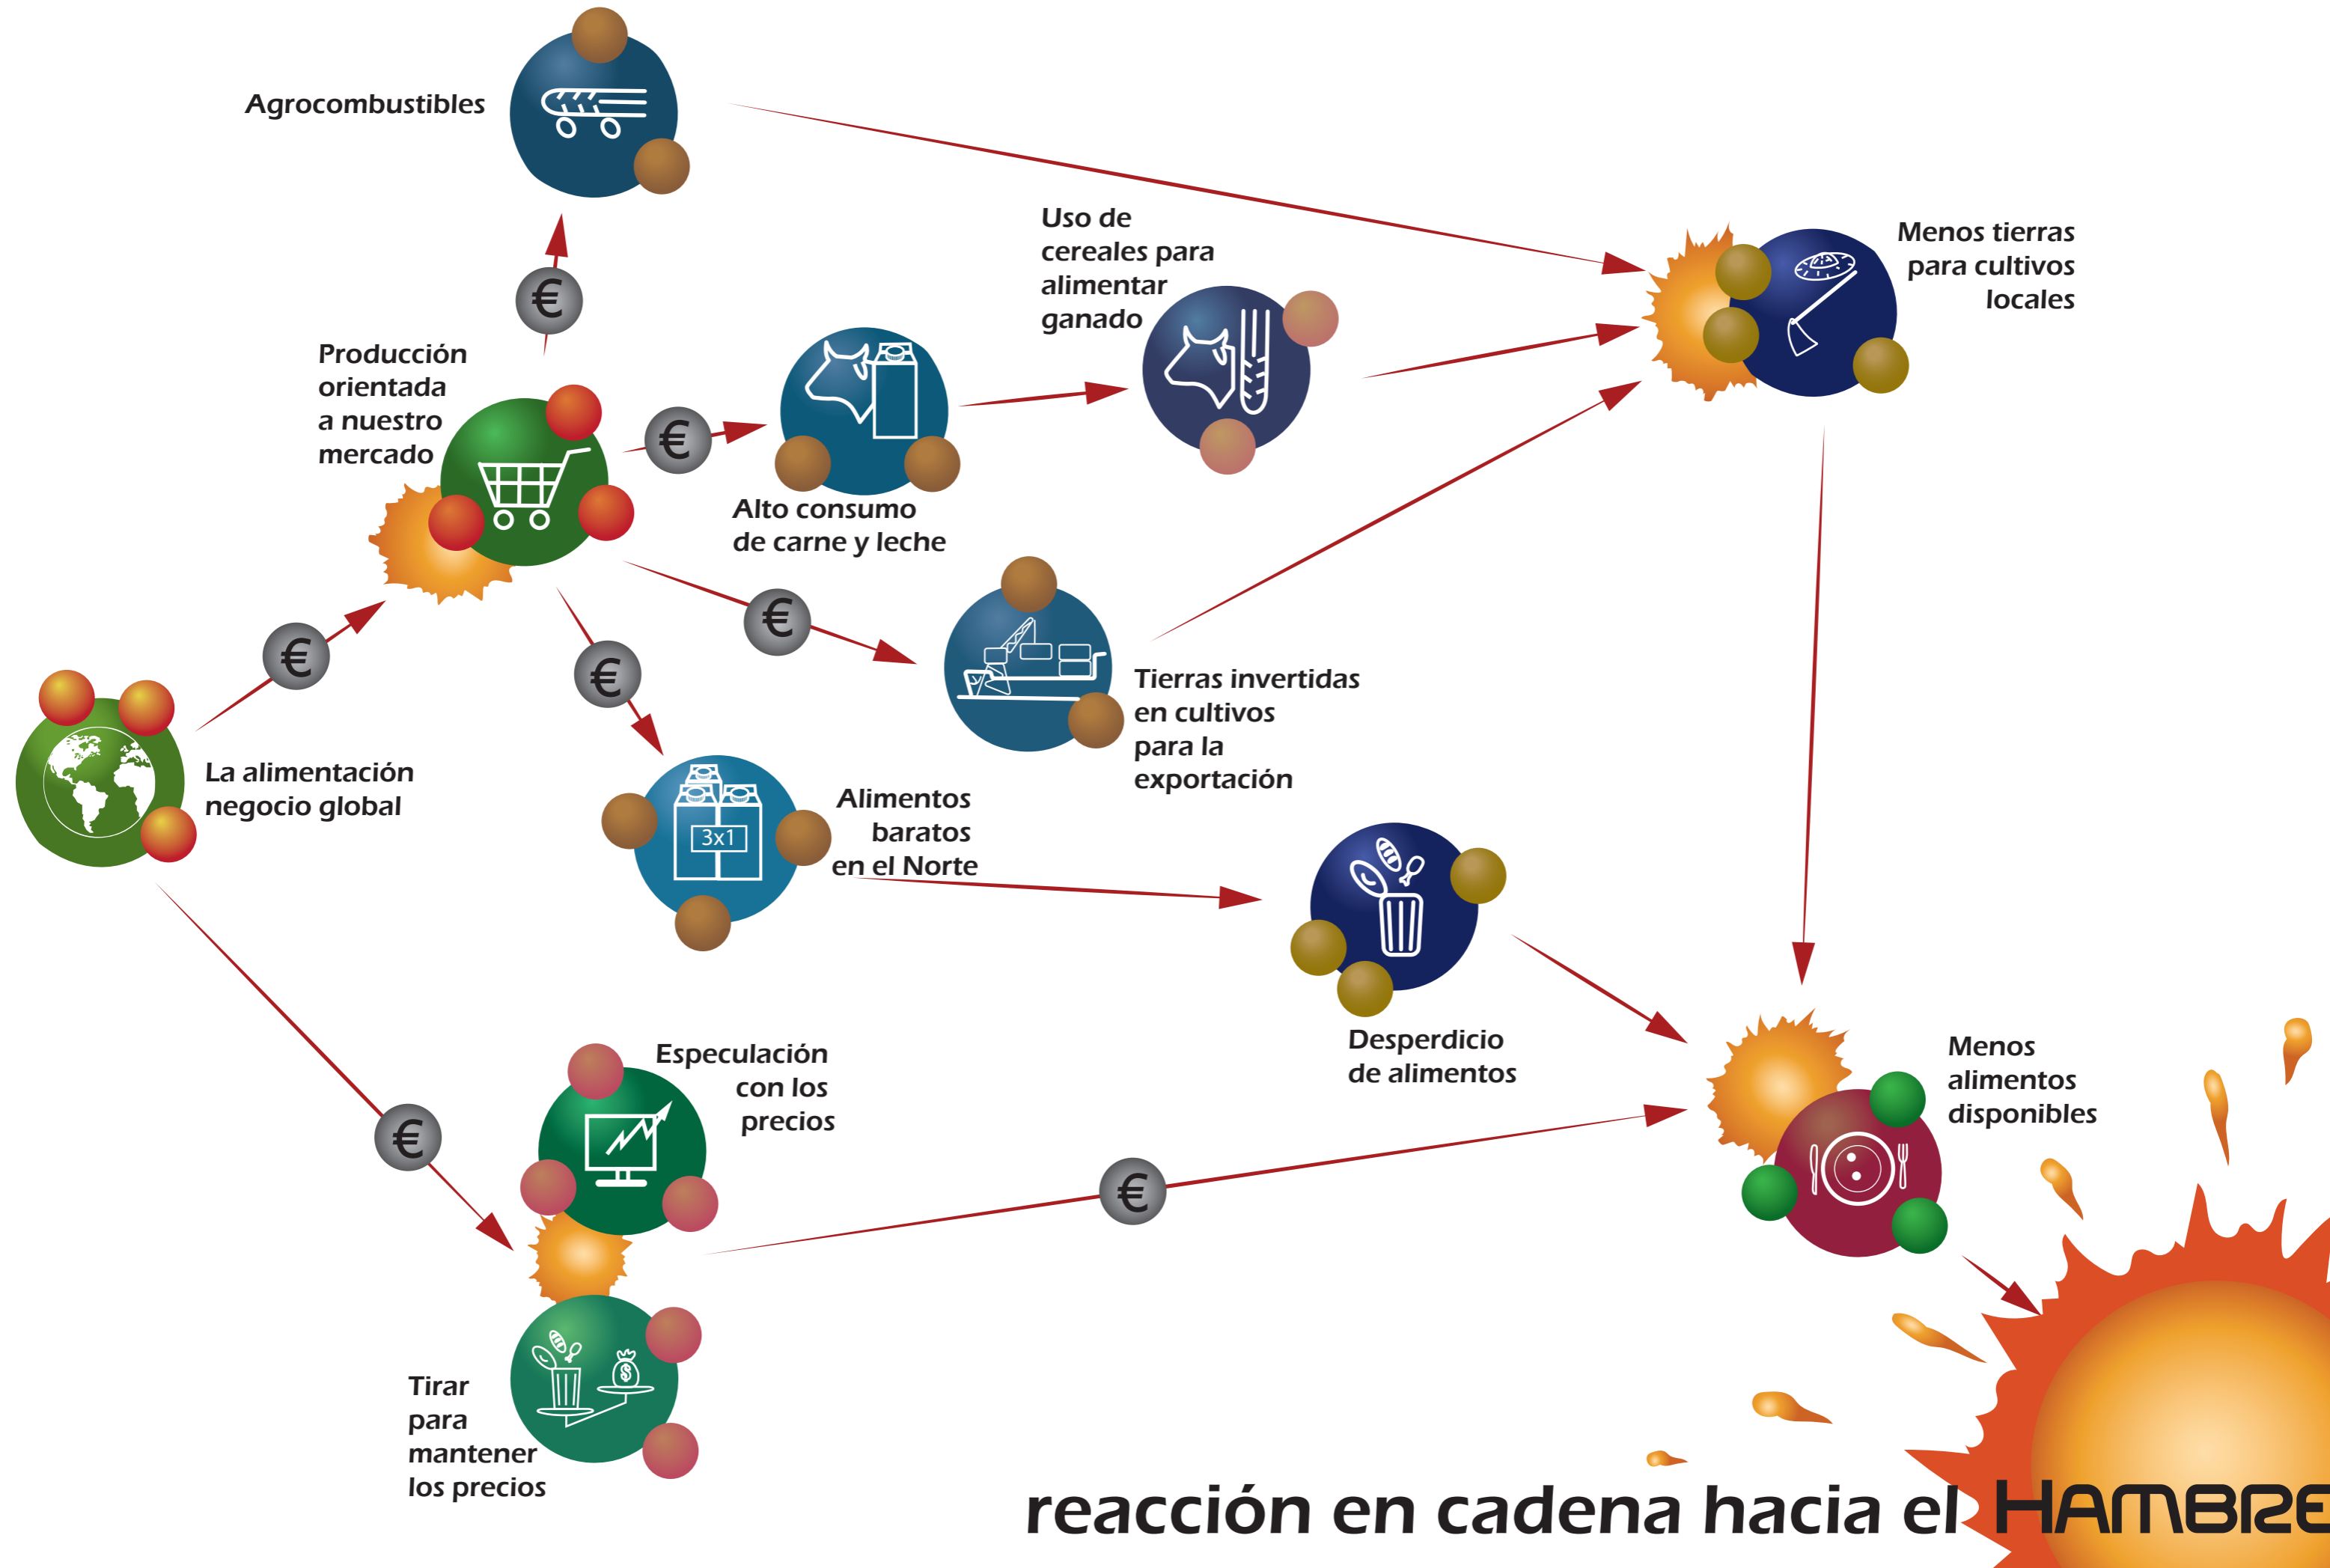 Agrocombustibles
€
Uso de
cereales para
alimentar
ganado
Menos tierras
para cultivos
locales
Producción
orientada
a nuestro
mercado
€
Alto consumo
de carne y leche
€
€
€
Tierras invertidas
en cultivos
para la
exportación
La alimentación
negocio global
3x1
Alimentos
baratos
en el Norte
Desperdicio
de alimentos
Especulación
con los
precios
€
€
Menos
alimentos
disponibles
$
Tirar
para
mantener
los precios
reacción en cadena hacia el HAMBRE